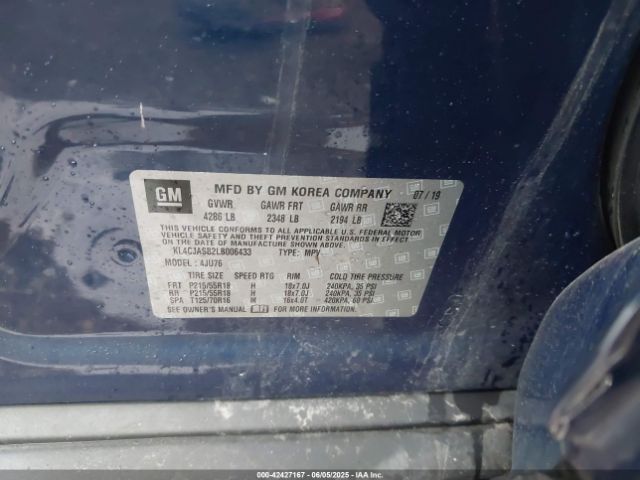 GM
MFD BY GM KOREA COMPANY 07/19
GVWR GAWR FRT GAWR RR
4286 LB 2348 LB 2194 LB
THIS VEHICLE CONFORMS TO ALL APPLICABLE U.S. FEDERAL MOTOR
VEHICLE SAFETY AND THEFT PREVENTION STANDARDS IN EFFECT ON
THE DATE OF MANUFACTURE SHOWN ABOVE.
KL4CJASB2LB006433 TYPE: MPV
MODEL : 4JU76
TIRE SIZE SPEED RTG RIM COLD TIRE PRESSURE
FRT P215/55R18 H 18x7.0J 240KPA, 35 PSI
RR P215/55R18 H 18x7.0J 240KPA, 35 PSI
SPA T125/70R16 M 16x4.0T 420KPA, 60 PSI
SEE OWNER'S MANUAL FOR MORE INFORMATION.
000-42427167 - 06/05/2025 - iaai.ca